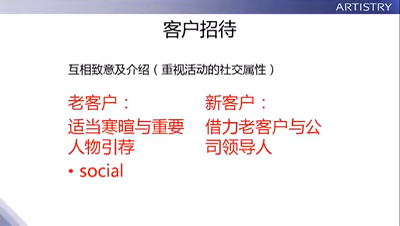 ARTISTRY
客户招待
互相致意及介绍（重视活动的社交属性）
老客户：
适当寒暄与重要
人物引荐
• social
新客户：
借力老客户与公
司领导人